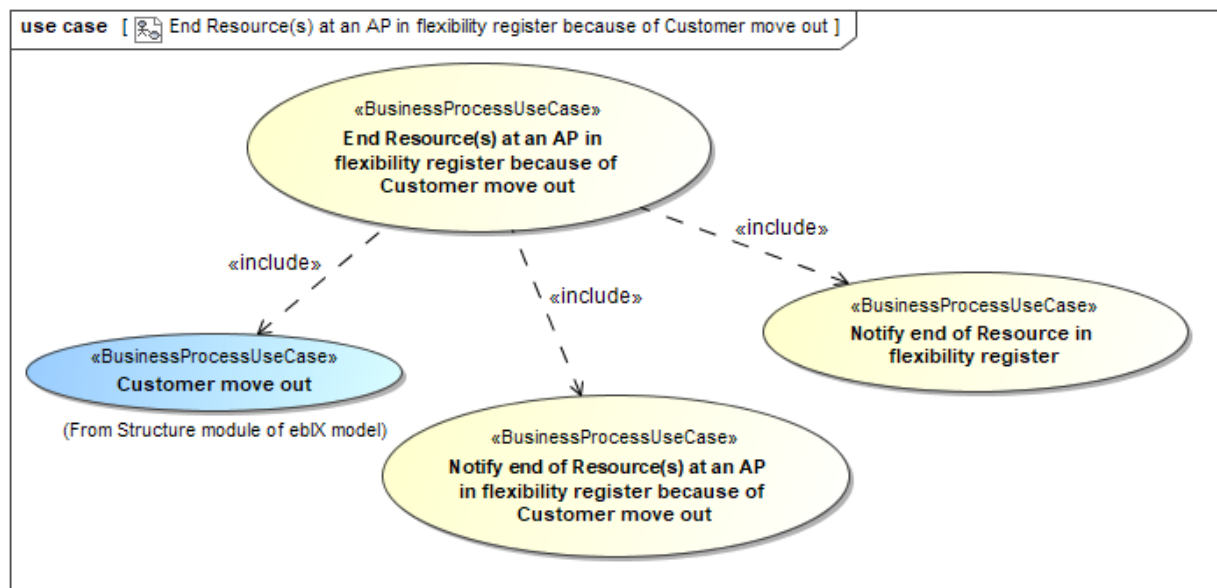 use case [ End Resource(s) at an AP in flexibility register because of Customer move out ]
«BusinessProcessUseCase»
End Resource(s) at an AP in
flexibility register because of
Customer move out
«include»
«include»
«include»
«BusinessProcessUseCase»
Notify end of Resource in
flexibility register
«BusinessProcessUseCase»
Customer move out
(From Structure module of ebIX model)
«BusinessProcessUseCase»
Notify end of Resource(s) at an AP
in flexibility register because of
Customer move out